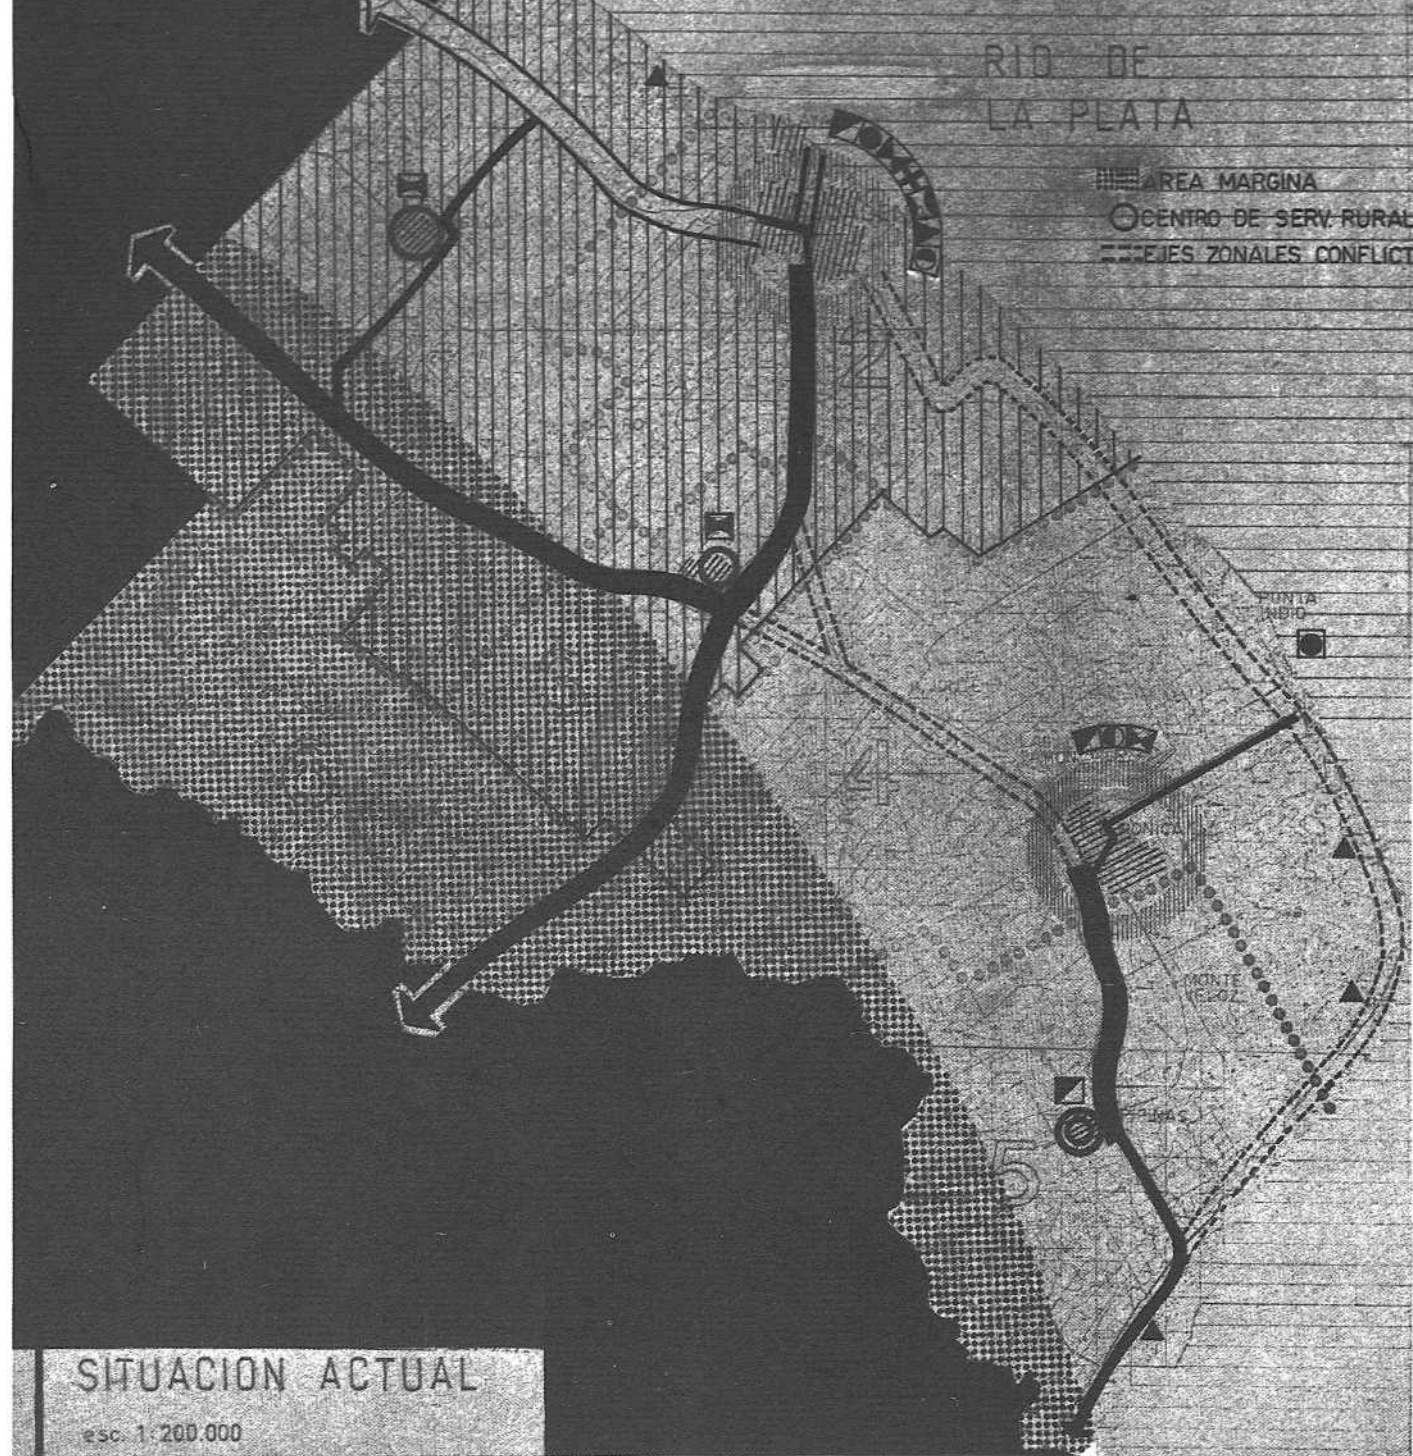 RIO DE
LA PLATA
AREA MARGINA
CENTRO DE SERV. RURAL
EJES ZONALES CONFLICT
2
PUNTA
INDIO
4
MONTE
VELOZ
5
SITUACION ACTUAL
esc. 1:200.000